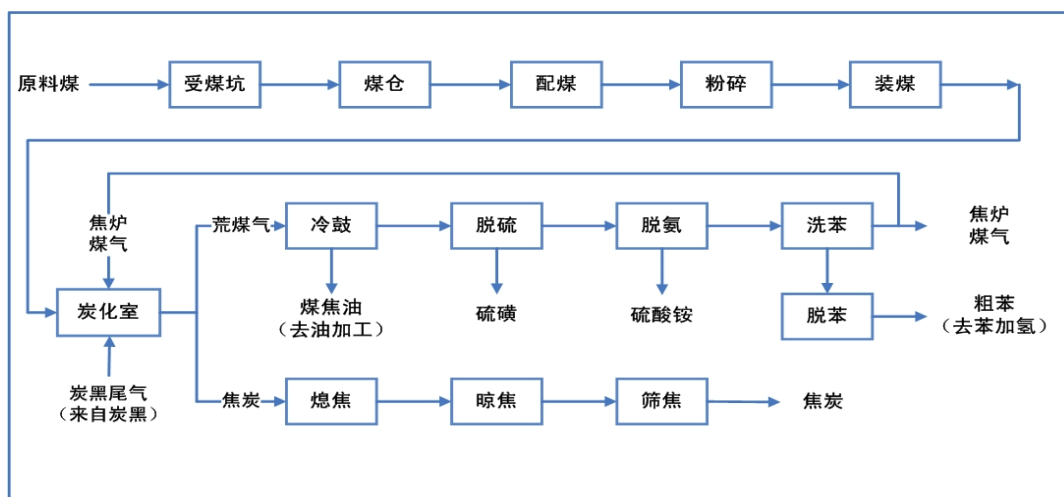 原料煤
受煤坑
煤仓
配煤
粉碎
装煤
焦炉
煤气
荒煤气
冷鼓
脱硫
脱氨
洗苯
焦炉
煤气
炭化室
煤焦油
（去油加工）
硫磺
硫酸铵
脱苯
粗苯
（去苯加氢）
炭黑尾气
（来自炭黑）
焦炭
熄焦
晾焦
筛焦
焦炭